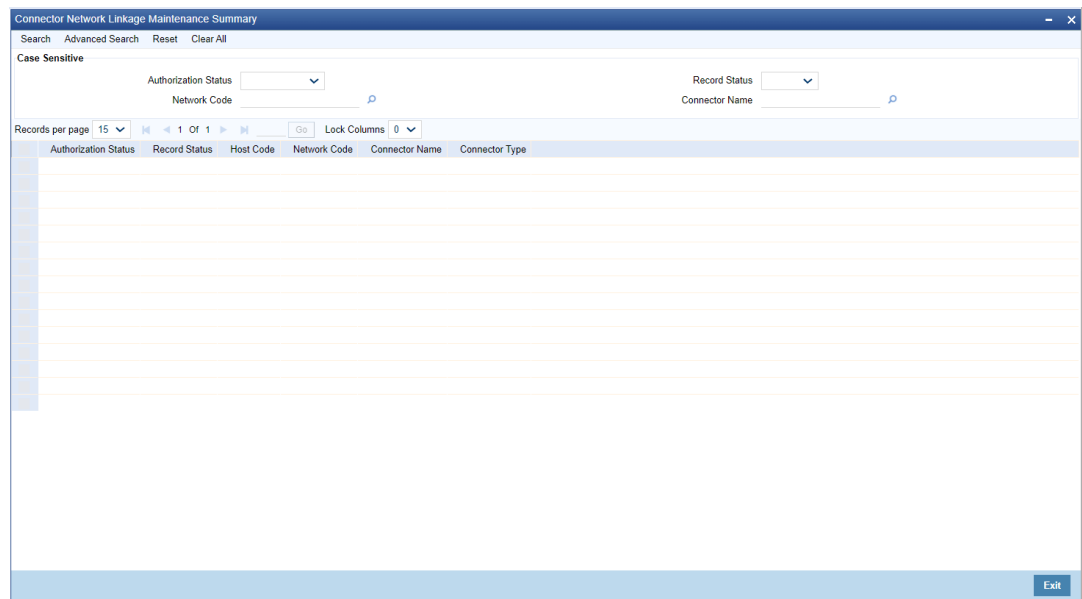 Connector Network Linkage Maintenance Summary
Search Advanced Search Reset Clear All
Case Sensitive
Authorization Status Record Status
Network Code Connector Name
Records per page 15 1 Of 1 Go Lock Columns 0
Authorization Status Record Status Host Code Network Code Connector Name Connector Type
Exit